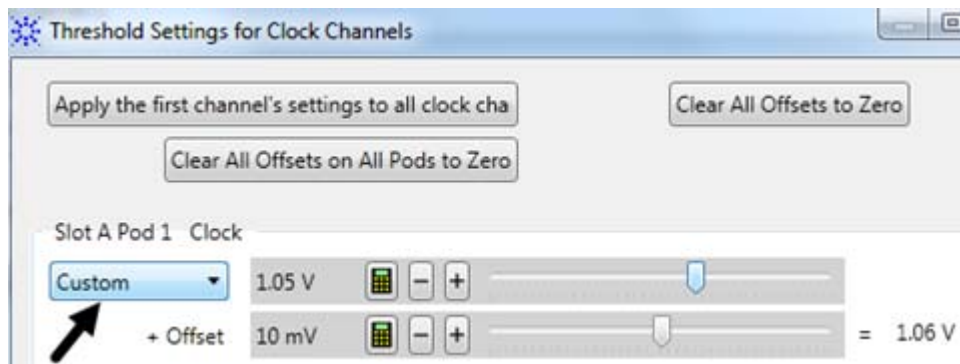 Threshold Settings for Clock Channels
Apply the first channel's settings to all clock cha
Clear All Offsets to Zero
Clear All Offsets on All Pods to Zero
Slot A Pod 1 Clock
Custom 1.05 V − +
+ Offset 10 mV − + = 1.06 V